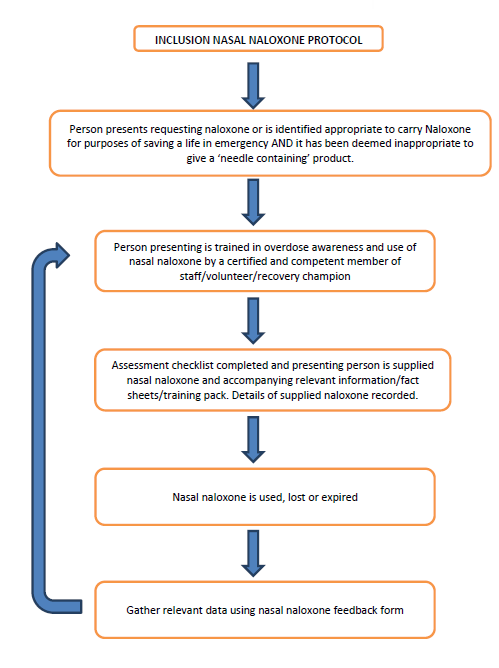 INCLUSION NASAL NALOXONE PROTOCOL
Person presents requesting naloxone or is identified appropriate to carry Naloxone
for purposes of saving a life in emergency AND it has been deemed inappropriate to
give a ‘needle containing’ product.
Person presenting is trained in overdose awareness and use of
nasal naloxone by a certified and competent member of
staff/volunteer/recovery champion
Assessment checklist completed and presenting person is supplied
nasal naloxone and accompanying relevant information/fact
sheets/training pack. Details of supplied naloxone recorded.
Nasal naloxone is used, lost or expired
Gather relevant data using nasal naloxone feedback form